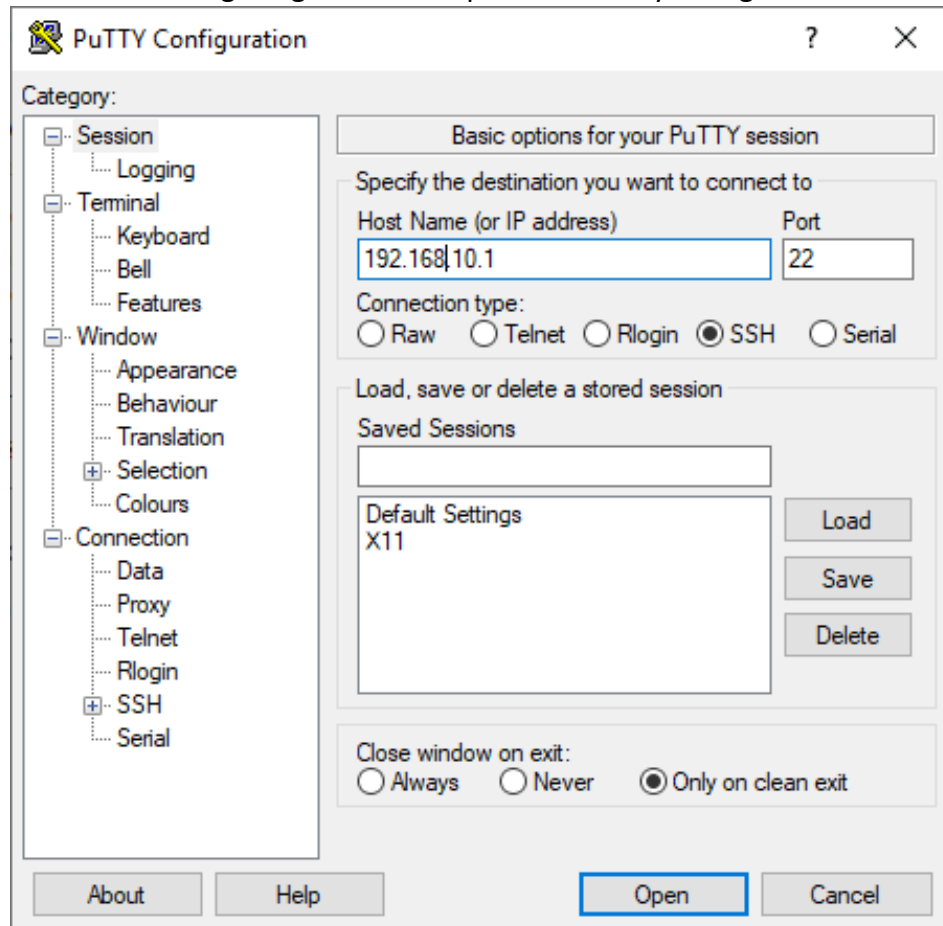 PuTTY Configuration ? ×
Category:
Session
Logging
Terminal
Keyboard
Bell
Features
Window
Appearance
Behaviour
Translation
Selection
Colours
Connection
Data
Proxy
Telnet
Rlogin
SSH
Serial
Basic options for your PuTTY session
Specify the destination you want to connect to
Host Name (or IP address) Port
192.168.10.1 22
Connection type:
Raw Telnet Rlogin SSH Serial
Load, save or delete a stored session
Saved Sessions
Default Settings
X11
Load
Save
Delete
Close window on exit:
Always Never Only on clean exit
About Help Open Cancel